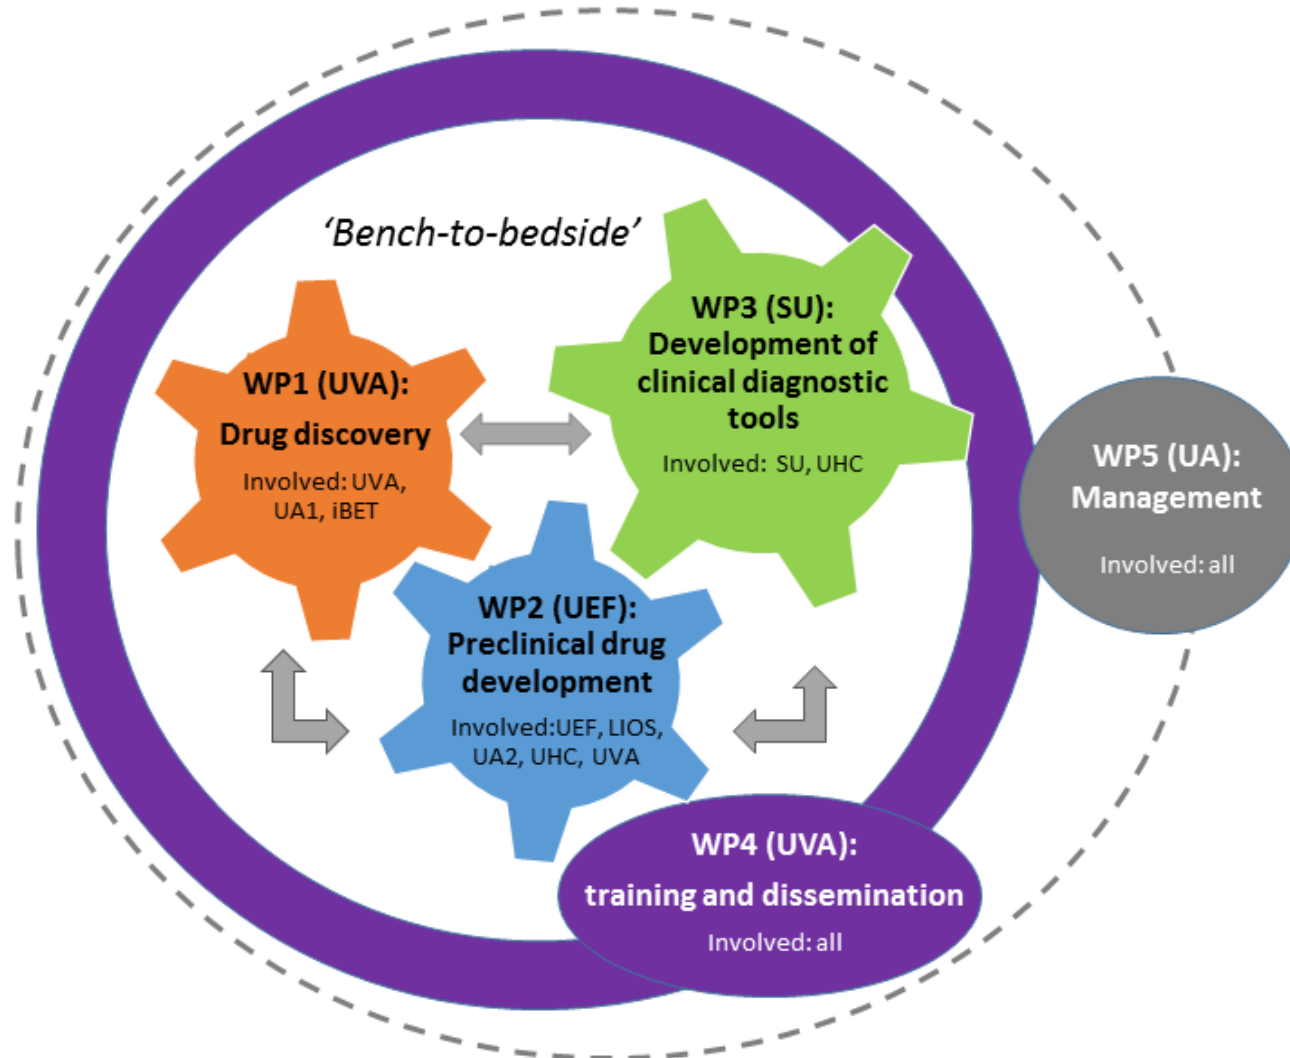 ‘Bench-to-bedside’
WP1 (UVA):
Drug discovery
Involved: UVA,
UA1, iBET
WP3 (SU):
Development of
clinical diagnostic
tools
Involved: SU, UHC
WP2 (UEF):
Preclinical drug
development
Involved:UEF, LIOS,
UA2, UHC, UVA
WP5 (UA):
Management
Involved: all
WP4 (UVA):
training and dissemination
Involved: all